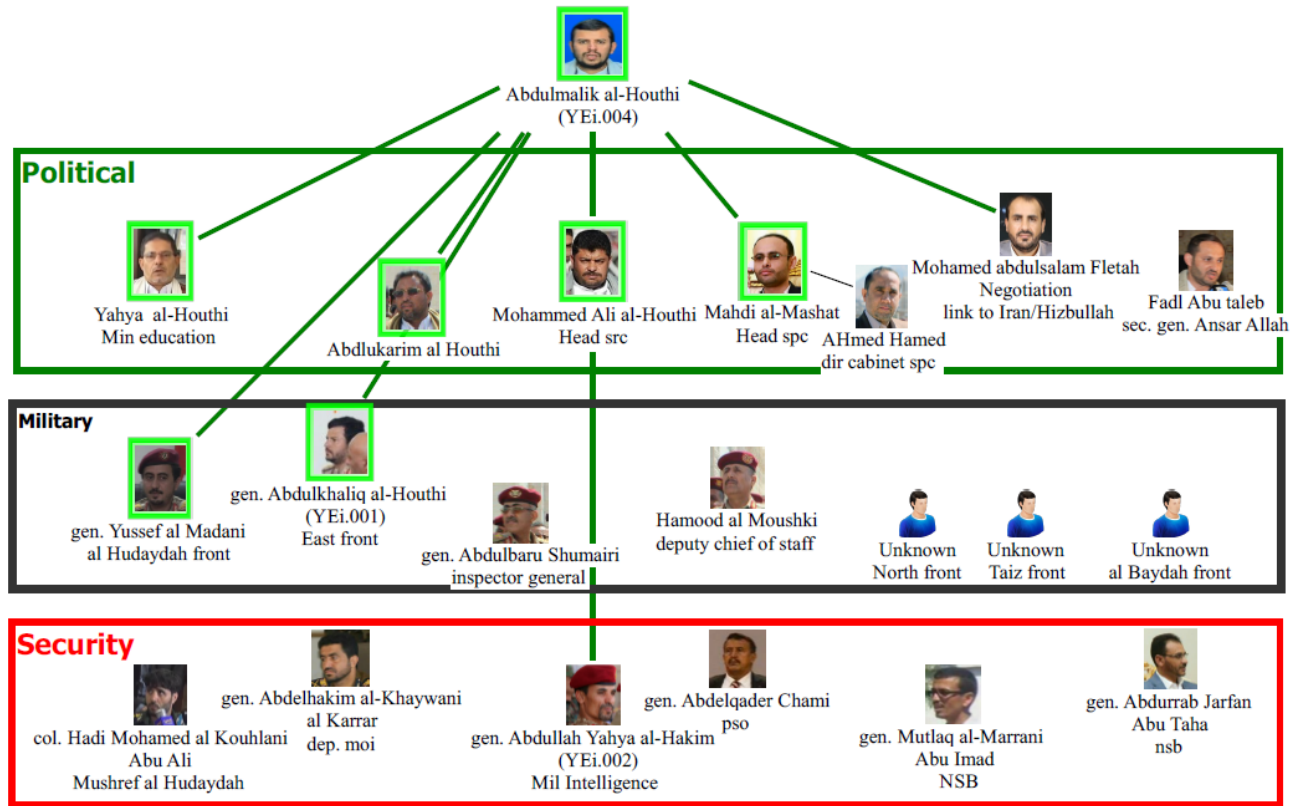 Abdulmalik al-Houthi
(YEi.004)
Political
Yahya al-Houthi
Min education
Abdlukarim al Houthi
Mohammed Ali al-Houthi
Head src
Mahdi al-Mashat
Head spc
AHmed Hamed
dir cabinet spc
Mohamed abdulsalam Fletah
Negotiation
link to Iran/Hizbullah
Fadl Abu taleb
sec. gen. Ansar Allah
Military
gen. Yussef al Madani
al Hudaydah front
gen. Abdulkhaliq al-Houthi
(YEi.001)
East front
gen. Abdulbaru Shumairi
inspector general
Hamood al Moushki
deputy chief of staff
Unknown
North front
Unknown
Taiz front
Unknown
al Baydah front
Security
col. Hadi Mohamed al Kouhlani
Abu Ali
Mushref al Hudaydah
gen. Abdelhakim al-Khaywani
al Karrar
dep. moi
gen. Abdullah Yahya al-Hakim
(YEi.002)
Mil Intelligence
gen. Abdelqader Chami
pso
gen. Mutlaq al-Marrani
Abu Imad
NSB
gen. Abdurrab Jarfan
Abu Taha
nsb